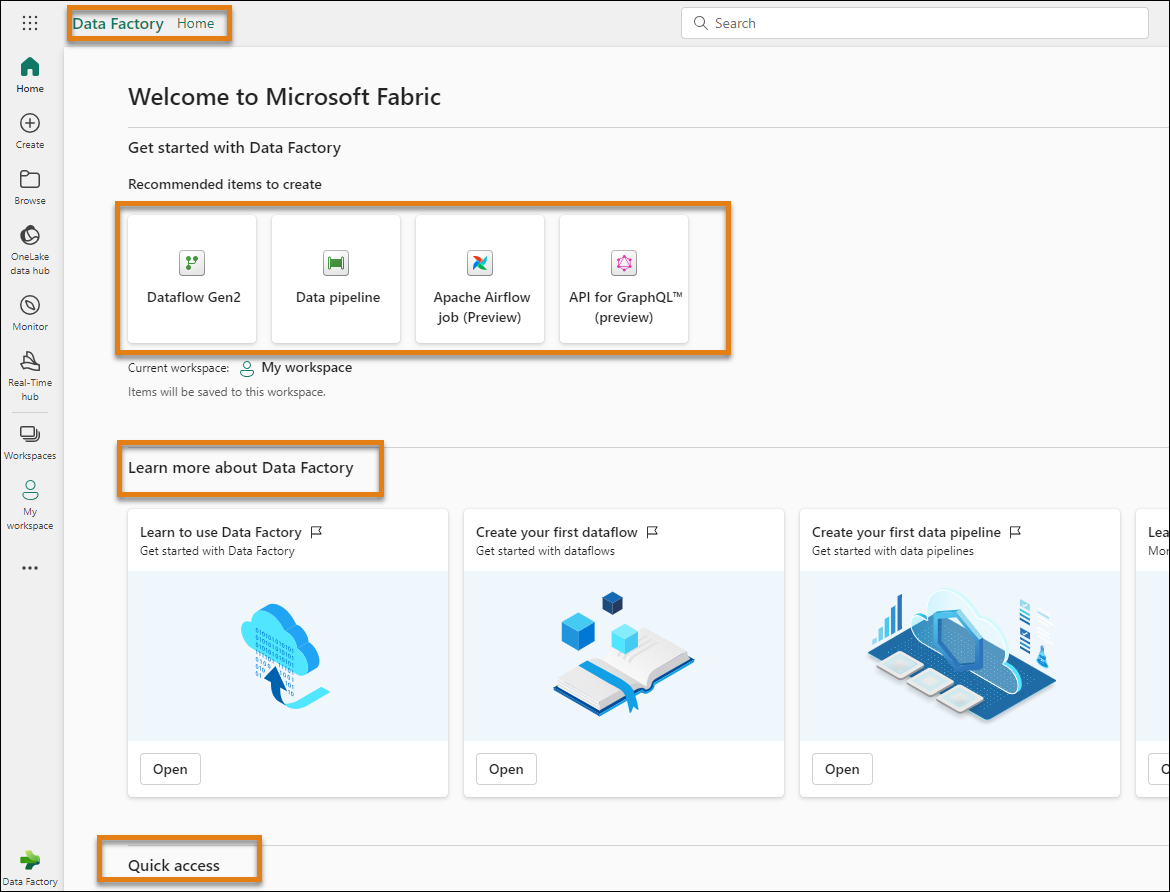 Data Factory Home
Search
Home
Create
Browse
OneLake
data hub
Monitor
Real-Time
hub
Workspaces
My
workspace
Data Factory
Welcome to Microsoft Fabric
Get started with Data Factory
Recommended items to create
Dataflow Gen2
Data pipeline
Apache Airflow
job (Preview)
API for GraphQL™
(preview)
Current workspace: My workspace
Items will be saved to this workspace.
Learn more about Data Factory
Learn to use Data Factory
Get started with Data Factory
Open
Create your first dataflow
Get started with dataflows
Open
Create your first data pipeline
Get started with data pipelines
Open
Lea
Mor
Quick access